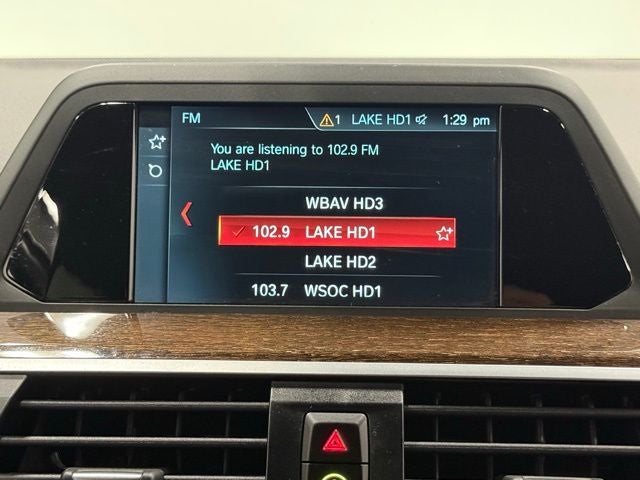 FM 1 LAKE HD1 1:29 pm
You are listening to 102.9 FM
LAKE HD1
WBAV HD3
102.9 LAKE HD1
LAKE HD2
103.7 WSOC HD1